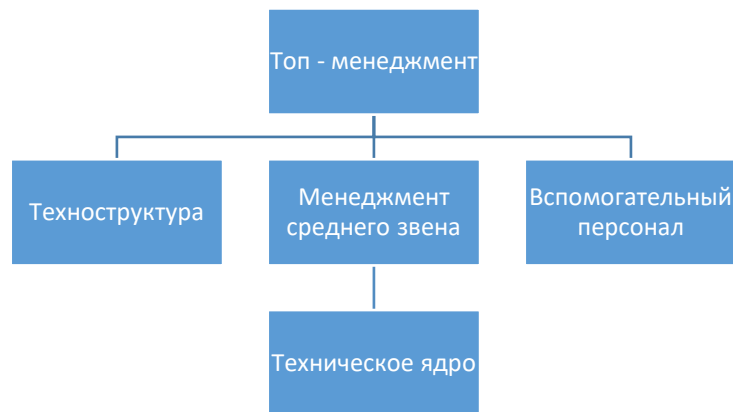 Топ - менеджмент
Техноструктура
Менеджмент
среднего звена
Вспомогательный
персонал
Техническое ядро